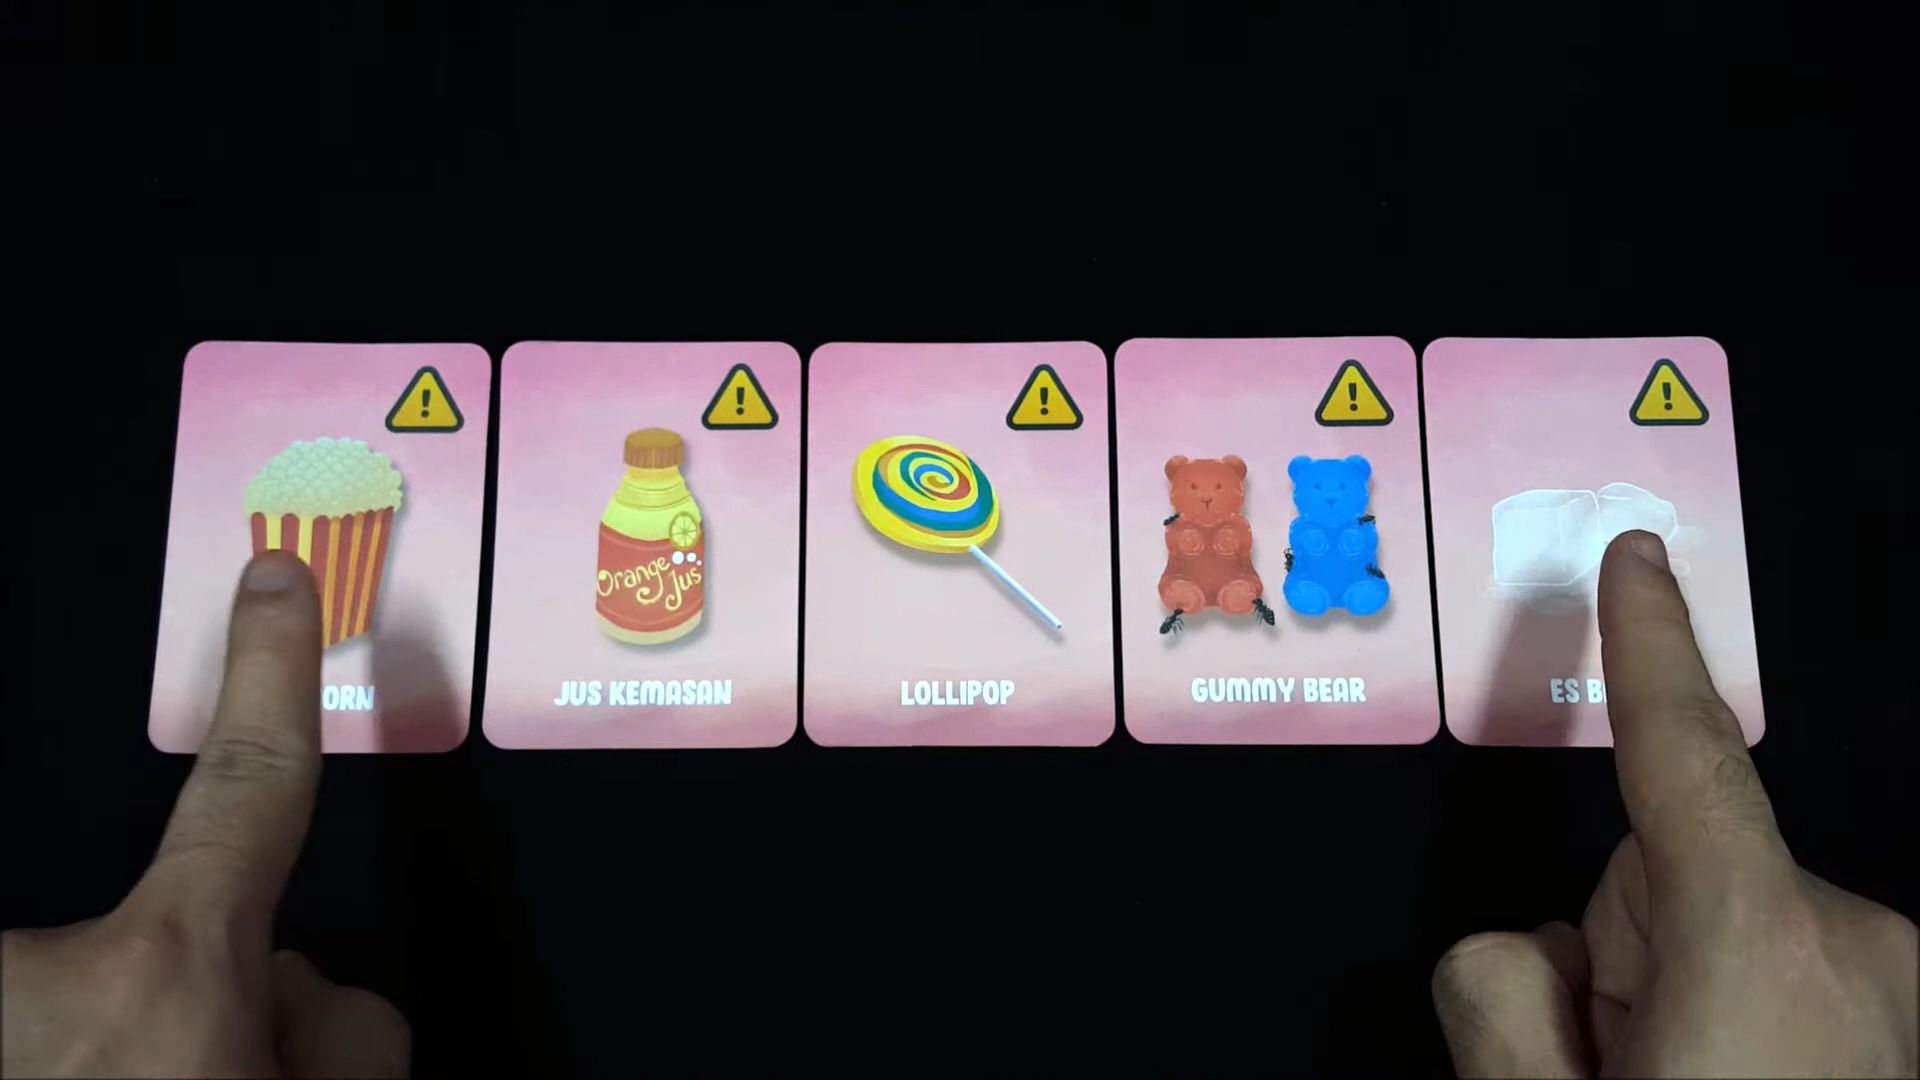 ORN
Orange
Jus
JUS KEMASAN
LOLLIPOP
GUMMY BEAR
ES B